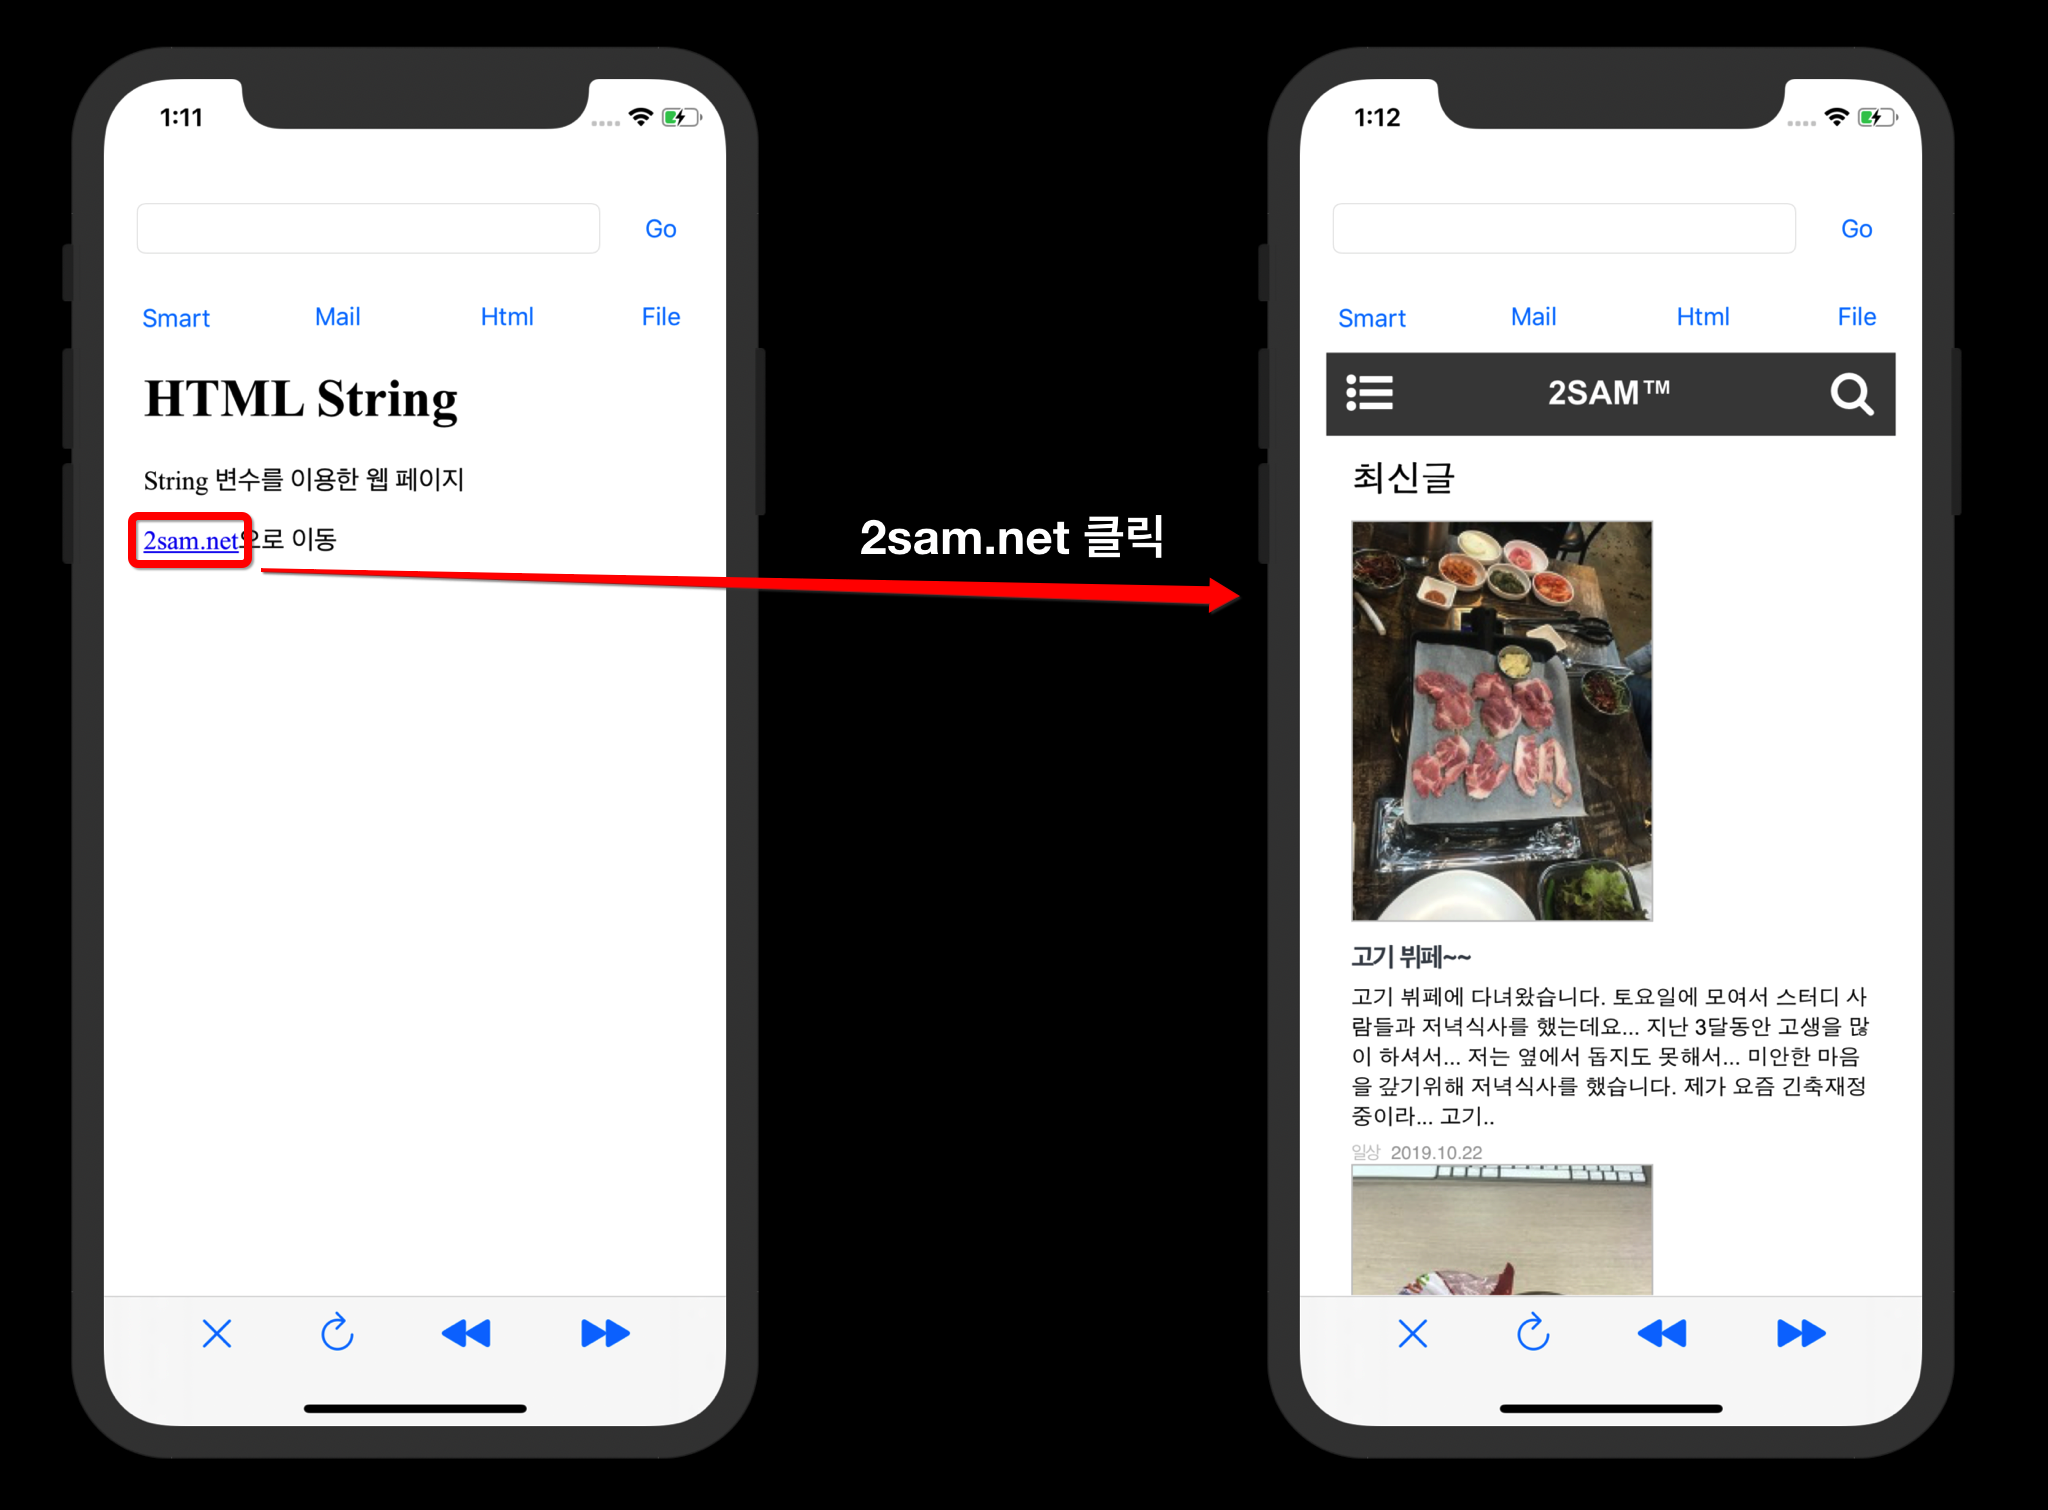 1:11
Go
Smart Mail Html File
HTML String
String 변수를 이용한 웹 페이지
2sam.net으로 이동
2sam.net 클릭
1:12
Go
Smart Mail Html File
2SAM™
최신글
고기 뷔페~~
고기 뷔페에 다녀왔습니다. 토요일에 모여서 스터디 사
람들과 저녁식사를 했는데요... 지난 3달동안 고생을 많
이 하셔서... 저는 옆에서 돕지도 못해서... 미안한 마음
을 갚기위해 저녁식사를 했습니다. 제가 요즘 긴축재정
중이라... 고기..
일상 2019.10.22